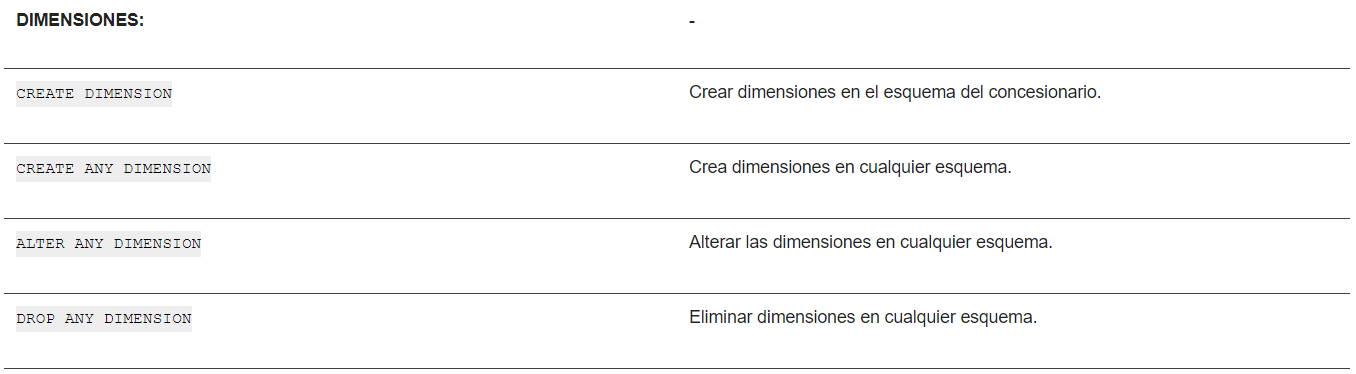 DIMENSIONES: -
CREATE DIMENSION Crear dimensiones en el esquema del concesionario.
CREATE ANY DIMENSION Crea dimensiones en cualquier esquema.
ALTER ANY DIMENSION Alterar las dimensiones en cualquier esquema.
DROP ANY DIMENSION Eliminar dimensiones en cualquier esquema.